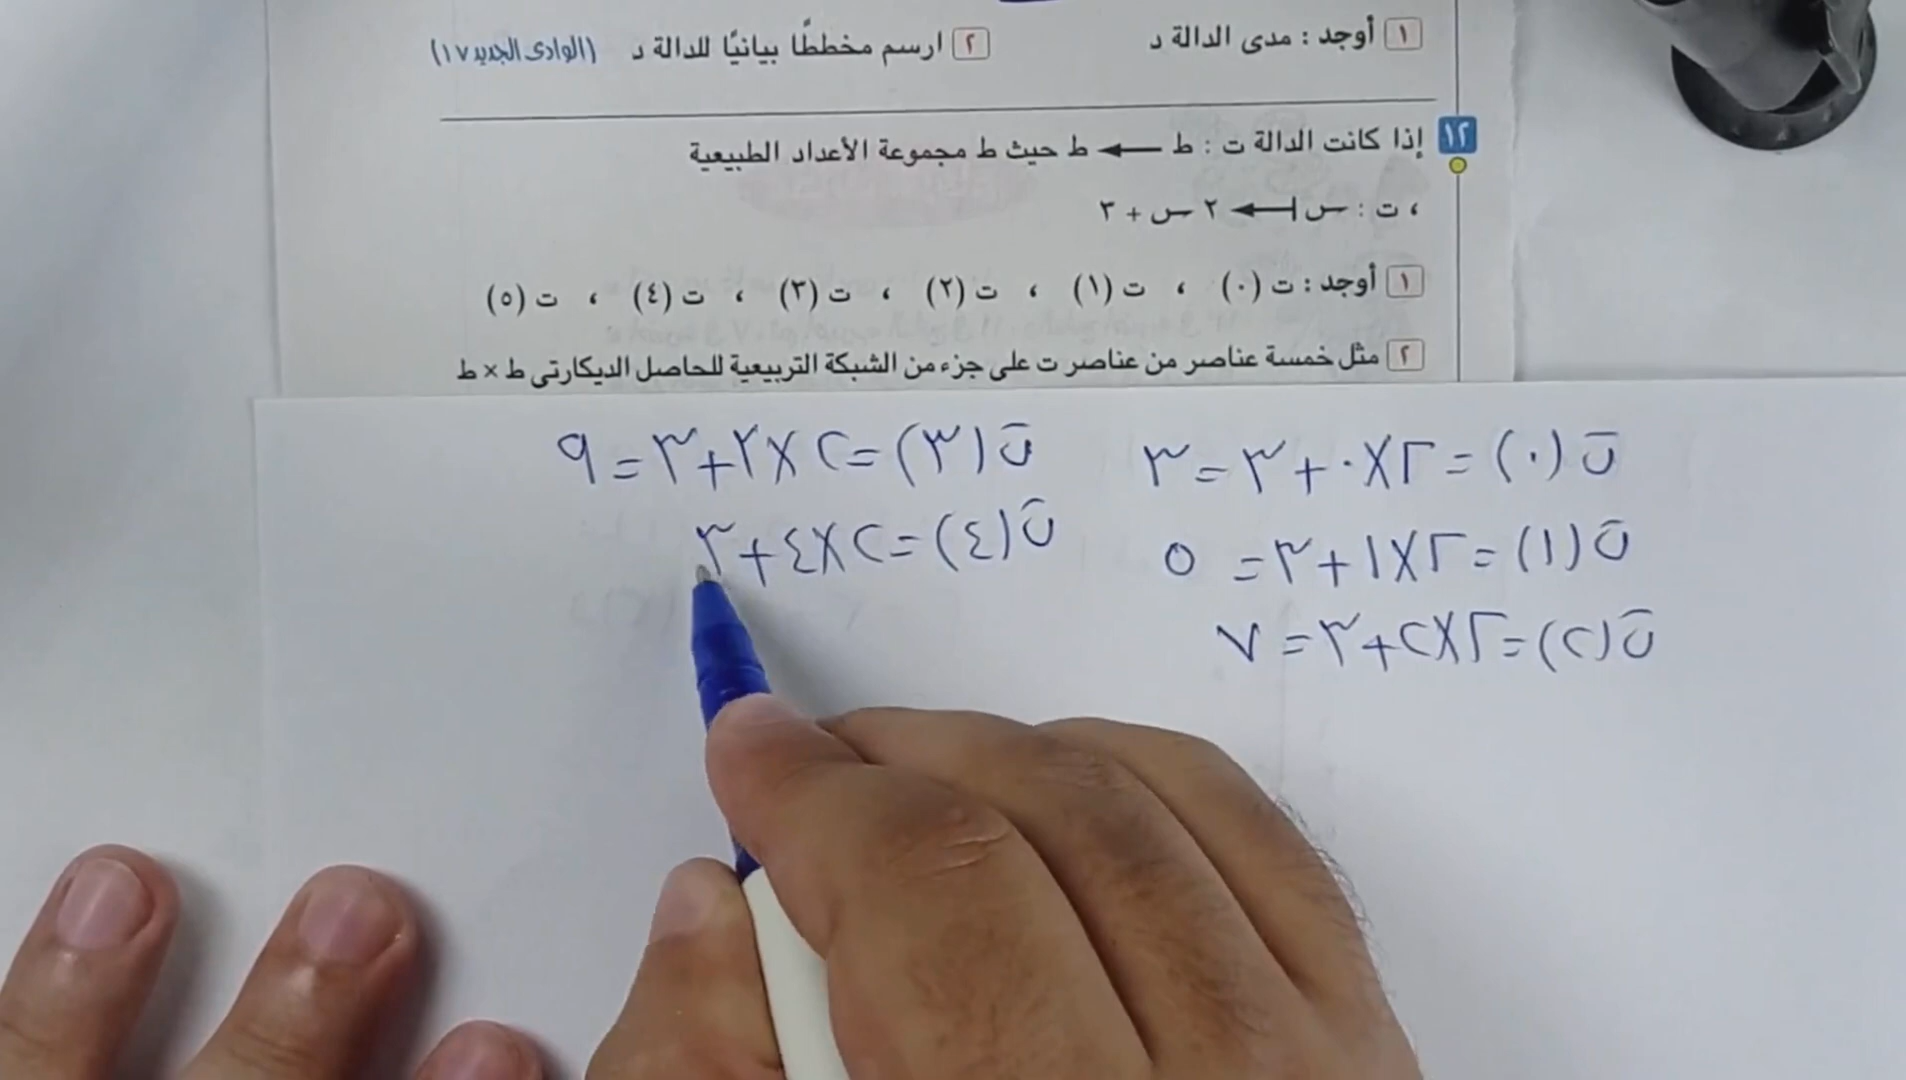 ١ أوجد : مدى الدالة د
٢ ارسم مخططًا بيانيًا للدالة د (الوادى الجديد ١٧)
١٢ إذا كانت الدالة ت : ط ← ط حيث ط مجموعة الأعداد الطبيعية
، ت : س ↤ ٢ س + ٣
١ أوجد : ت (٠) ، ت (١) ، ت (٢) ، ت (٣) ، ت (٤) ، ت (٥)
٢ مثل خمسة عناصر من عناصر ت على جزء من الشبكة التربيعية للحاصل الديكارتى ط × ط
ت (٠) = ٢ × ٠ + ٣ = ٣
ت (١) = ٢ × ١ + ٣ = ٥
ت (٢) = ٢ × ٢ + ٣ = ٧
ت (٣) = ٢ × ٢ + ٣ = ٩
ت (٤) = ٢ × ٤ + ٣